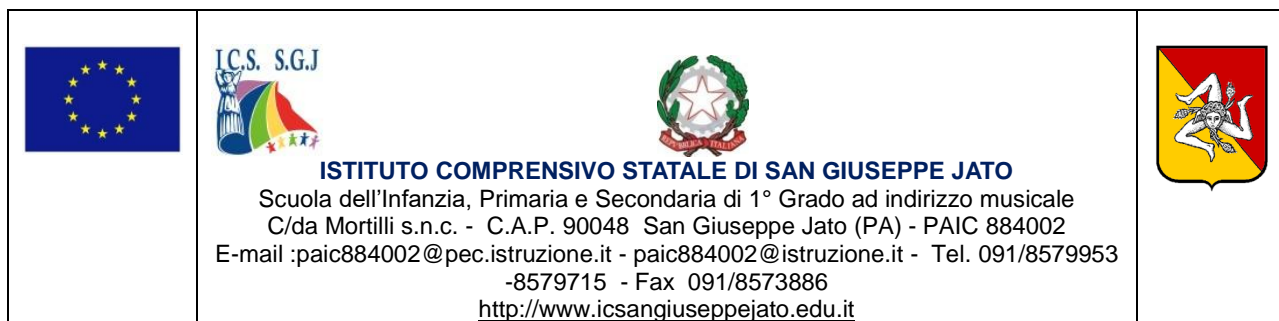 I.C.S. S.G.J
REPVBBLICA ITALIANA
ISTITUTO COMPRENSIVO STATALE DI SAN GIUSEPPE JATO
Scuola dell’Infanzia, Primaria e Secondaria di 1° Grado ad indirizzo musicale
C/da Mortilli s.n.c. - C.A.P. 90048 San Giuseppe Jato (PA) - PAIC 884002
E-mail :paic884002@pec.istruzione.it - paic884002@istruzione.it - Tel. 091/8579953
-8579715 - Fax 091/8573886
http://www.icsangiuseppejato.edu.it